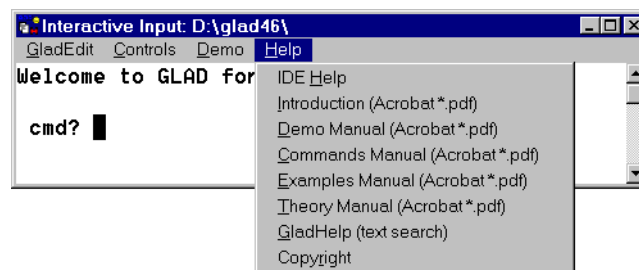 Interactive Input: D:\glad46\
GladEdit Controls Demo Help
Welcome to GLAD for
cmd?
IDE Help
Introduction (Acrobat *.pdf)
Demo Manual (Acrobat *.pdf)
Commands Manual (Acrobat *.pdf)
Examples Manual (Acrobat *.pdf)
Theory Manual (Acrobat *.pdf)
GladHelp (text search)
Copyright